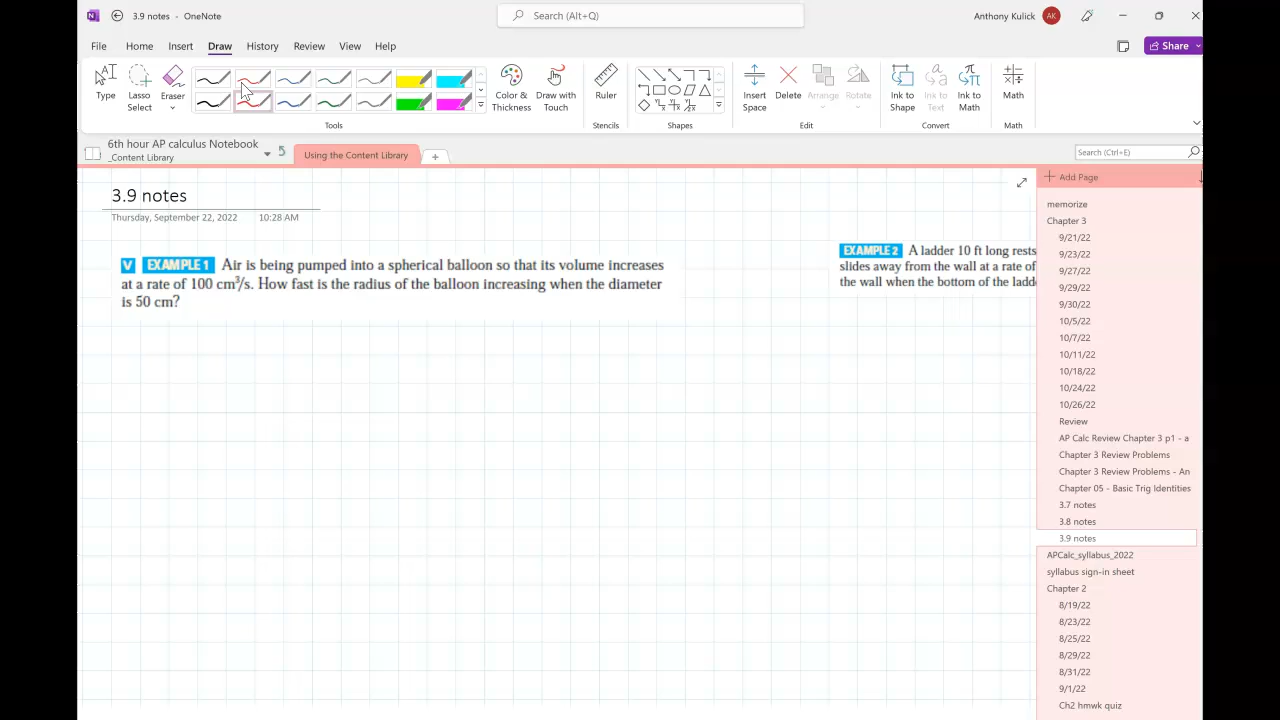 3.9 notes - OneNote
Search (Alt+Q)
Anthony Kulick
AK
File Home Insert Draw History Review View Help
Share
Type
Lasso Select
Eraser
Color & Thickness
Draw with Touch
Ruler
Insert Space
Delete
Arrange
Rotate
Ink to Shape
Ink to Text
Ink to Math
Math
Tools
Stencils
Shapes
Edit
Convert
Math
6th hour AP calculus Notebook
_Content Library
Using the Content Library
Search (Ctrl+E)
3.9 notes
Thursday, September 22, 2022 10:28 AM
V EXAMPLE 1 Air is being pumped into a spherical balloon so that its volume increases
at a rate of 100 cm³/s. How fast is the radius of the balloon increasing when the diameter
is 50 cm?
EXAMPLE 2 A ladder 10 ft long rests
slides away from the wall at a rate of
the wall when the bottom of the ladd
Add Page
memorize
Chapter 3
9/21/22
9/23/22
9/27/22
9/29/22
9/30/22
10/5/22
10/7/22
10/11/22
10/18/22
10/24/22
10/26/22
Review
AP Calc Review Chapter 3 p1 - a
Chapter 3 Review Problems
Chapter 3 Review Problems - An
Chapter 05 - Basic Trig Identities
3.7 notes
3.8 notes
3.9 notes
APCalc_syllabus_2022
syllabus sign-in sheet
Chapter 2
8/19/22
8/23/22
8/25/22
8/29/22
8/31/22
9/1/22
Ch2 hmwk quiz